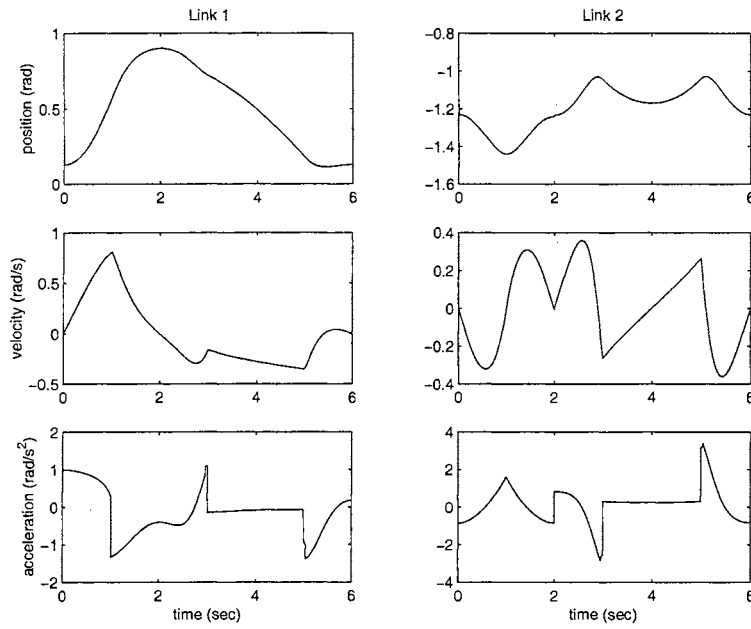 Link 1
Link 2
position (rad)
1
0.5
0
0 2 4 6
-0.8
-1
-1.2
-1.4
-1.6
0 2 4 6
velocity (rad/s)
1
0.5
0
-0.5
0 2 4 6
0.4
0.2
0
-0.2
-0.4
0 2 4 6
acceleration (rad/s²)
2
1
0
-1
-2
0 2 4 6
time (sec)
4
2
0
-2
-4
0 2 4 6
time (sec)